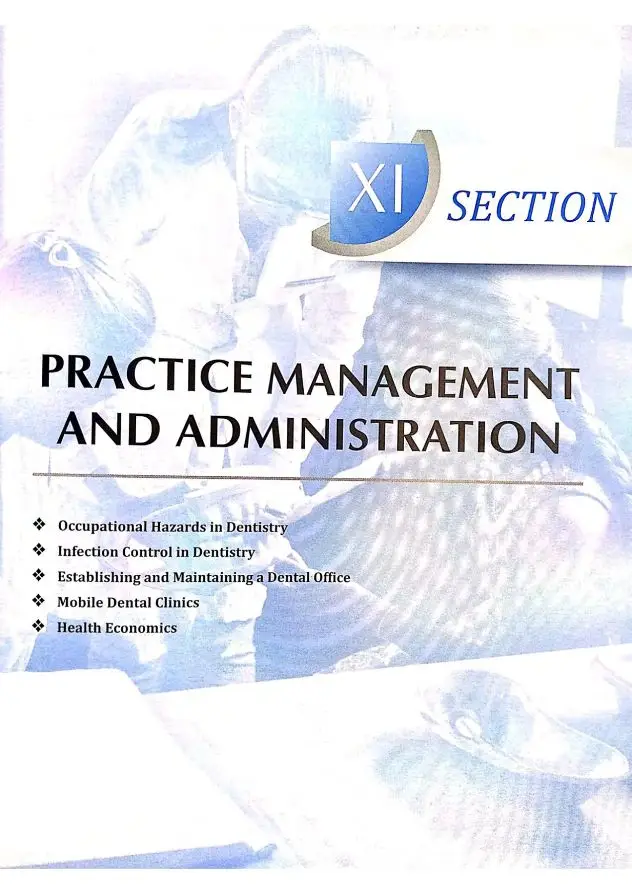 XI
SECTION
PRACTICE MANAGEMENT
AND ADMINISTRATION
❖ Occupational Hazards in Dentistry
❖ Infection Control in Dentistry
❖ Establishing and Maintaining a Dental Office
❖ Mobile Dental Clinics
❖ Health Economics